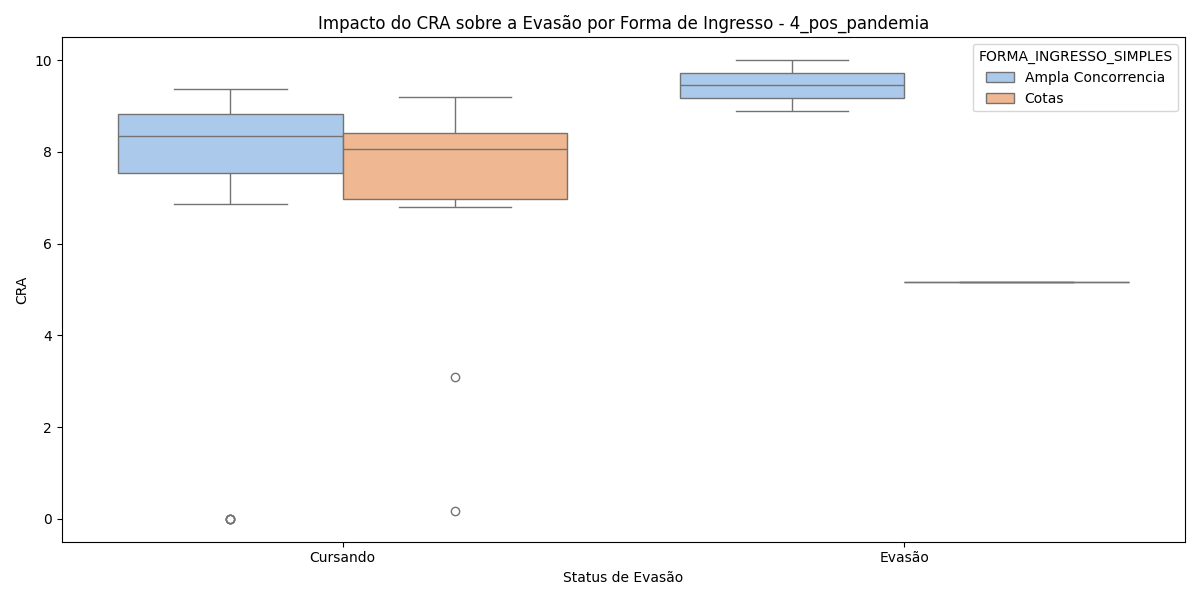 Impacto do CRA sobre a Evasão por Forma de Ingresso - 4_pos_pandemia
FORMA_INGRESSO_SIMPLES
Ampla Concorrencia
Cotas
CRA
10
8
6
4
2
0
Cursando
Evasão
Status de Evasão